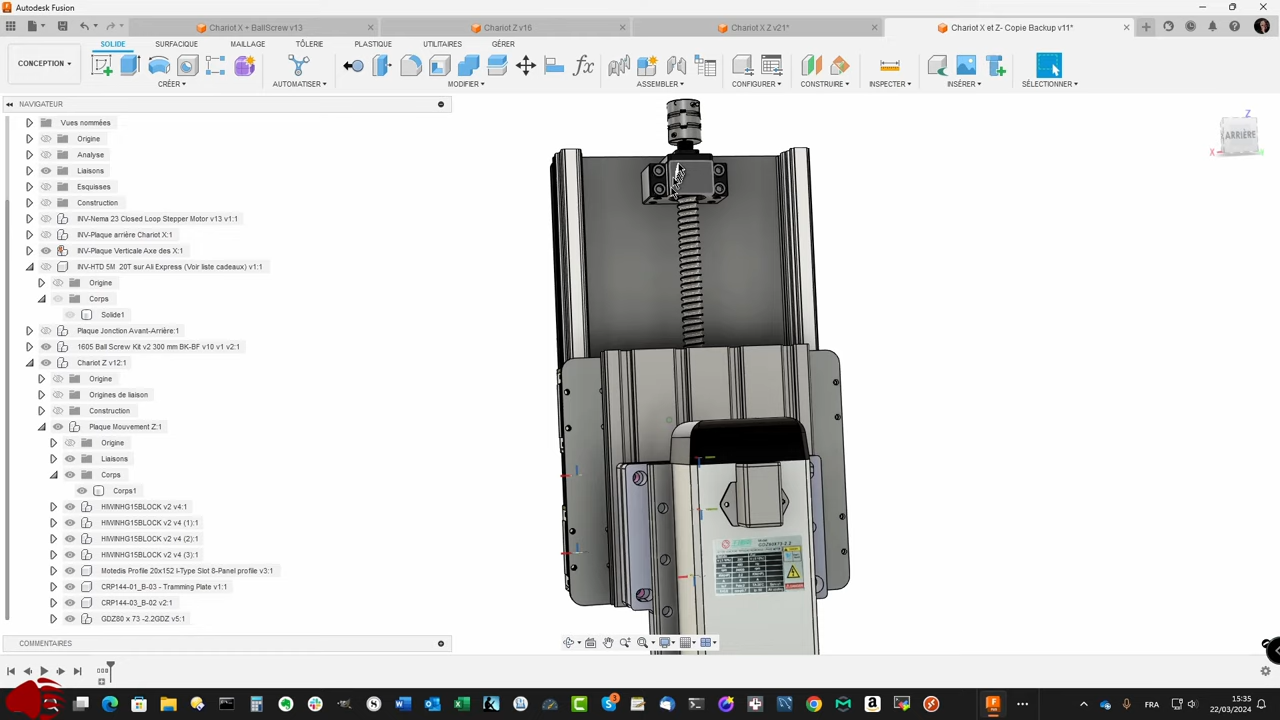 Autodesk Fusion
Chariot X + BallScrew v13
Chariot Z v16
Chariot X Z v21*
Chariot X et Z- Copie Backup v11*
CONCEPTION
SOLIDE
SURFACIQUE
MAILLAGE
TÔLERIE
PLASTIQUE
UTILITAIRES
GÉRER
CRÉER
AUTOMATISER
MODIFIER
ASSEMBLER
CONFIGURER
CONSTRUIRE
INSPECTER
INSÉRER
SÉLECTIONNER
NAVIGATEUR
Vues nommées
Origine
Analyse
Liaisons
Esquisses
Construction
INV-Nema 23 Closed Loop Stepper Motor v13 v1:1
INV-Plaque arrière Chariot X:1
INV-Plaque Verticale Axe des X:1
INV-HTD 5M 20T sur Ali Express (Voir liste cadeaux) v1:1
Origine
Corps
Solide1
Plaque Jonction Avant-Arrière:1
1605 Ball Screw Kit v2 300 mm BK-BF v10 v1 v2:1
Chariot Z v12:1
Origine
Origines de liaison
Construction
Plaque Mouvement Z:1
Origine
Liaisons
Corps
Corps1
HIWINHG15BLOCK v2 v4:1
HIWINHG15BLOCK v2 v4 (1):1
HIWINHG15BLOCK v2 v4 (2):1
HIWINHG15BLOCK v2 v4 (3):1
Motedis Profile 20x152 I-Type Slot 8-Panel profile v3:1
CRP144-01_B-03 - Tramming Plate v1:1
CRP144-03_B-02 v2:1
GDZ80 x 73 -2.2GDZ v5:1
COMMENTAIRES
Z
ARRIÈRE
X
FRA
15:35
22/03/2024